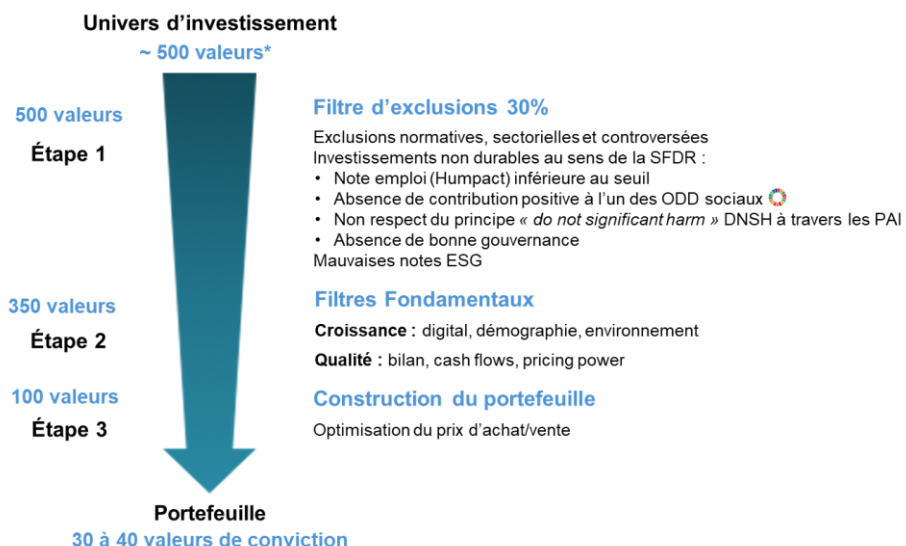 Univers d'investissement
~ 500 valeurs*
500 valeurs
Étape 1
Filtre d'exclusions 30%
Exclusions normatives, sectorielles et controversées
Investissements non durables au sens de la SFDR :
• Note emploi (Humpact) inférieure au seuil
• Absence de contribution positive à l'un des ODD sociaux
• Non respect du principe « do not significant harm » DNSH à travers les PAI
• Absence de bonne gouvernance
Mauvaises notes ESG
350 valeurs
Étape 2
Filtres Fondamentaux
Croissance : digital, démographie, environnement
Qualité : bilan, cash flows, pricing power
100 valeurs
Étape 3
Construction du portefeuille
Optimisation du prix d'achat/vente
Portefeuille
30 à 40 valeurs de conviction